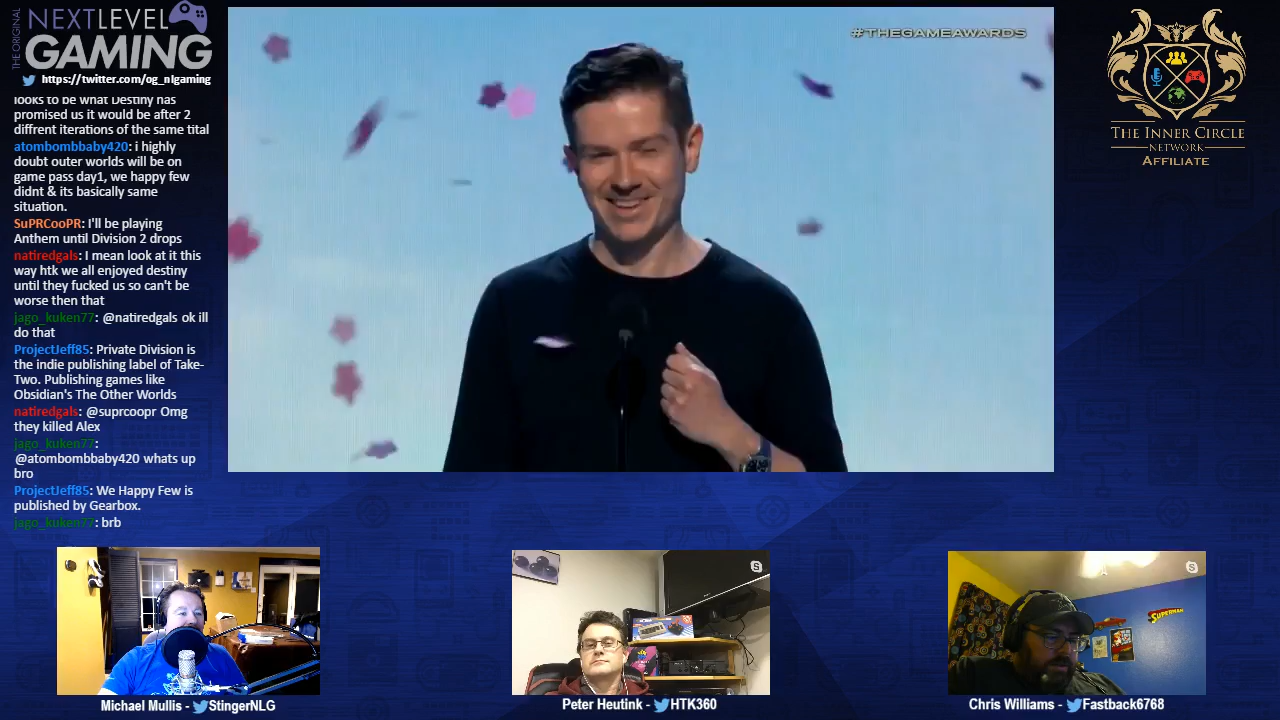 THE ORIGINAL
NEXTLEVEL
GAMING
https://twitter.com/og_nlgaming
looks to be what Destiny has
promised us it would be after 2
diffrent iterations of the same tital
atombombbaby420: i highly
doubt outer worlds will be on
game pass day1, we happy few
didnt & its basically same
situation.
SuPRCooPR: I'll be playing
Anthem until Division 2 drops
natiredgals: I mean look at it this
way htk we all enjoyed destiny
until they fucked us so can't be
worse then that
jago_kuken77: @natiredgals ok ill
do that
ProjectJeff85: Private Division is
the indie publishing label of Take-
Two. Publishing games like
Obsidian's The Other Worlds
natiredgals: @suprcoopr Omg
they killed Alex
jago_kuken77:
@atombombbaby420 whats up
bro
ProjectJeff85: We Happy Few is
published by Gearbox.
jago_kuken77: brb
#THEGAMEAWARDS
THE INNER CIRCLE
NETWORK
AFFILIATE
SUPERMAN
Michael Mullis - StingerNLG
Peter Heutink - HTK360
Chris Williams - Fastback6768